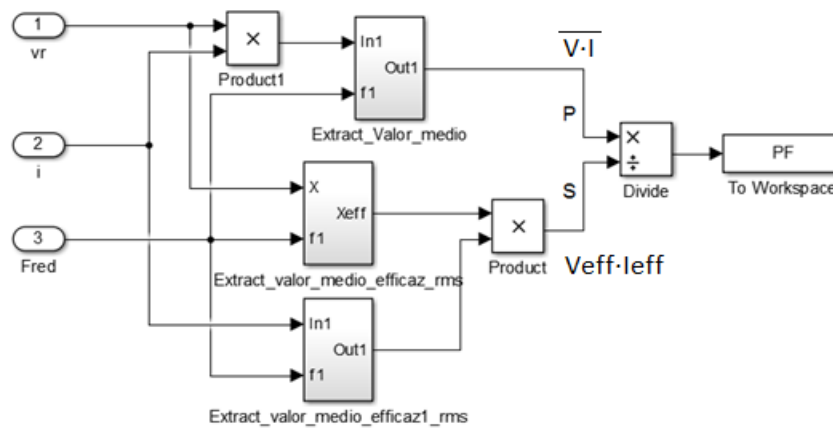 1
vr
×
Product1
In1
Out1
f1
Extract_Valor_medio
V·I
P
2
i
X
Xeff
f1
Extract_valor_medio_efficaz_rms
×
Product
S
Veff·Ieff
×
÷
Divide
PF
To Workspace
3
Fred
In1
Out1
f1
Extract_valor_medio_efficaz1_rms